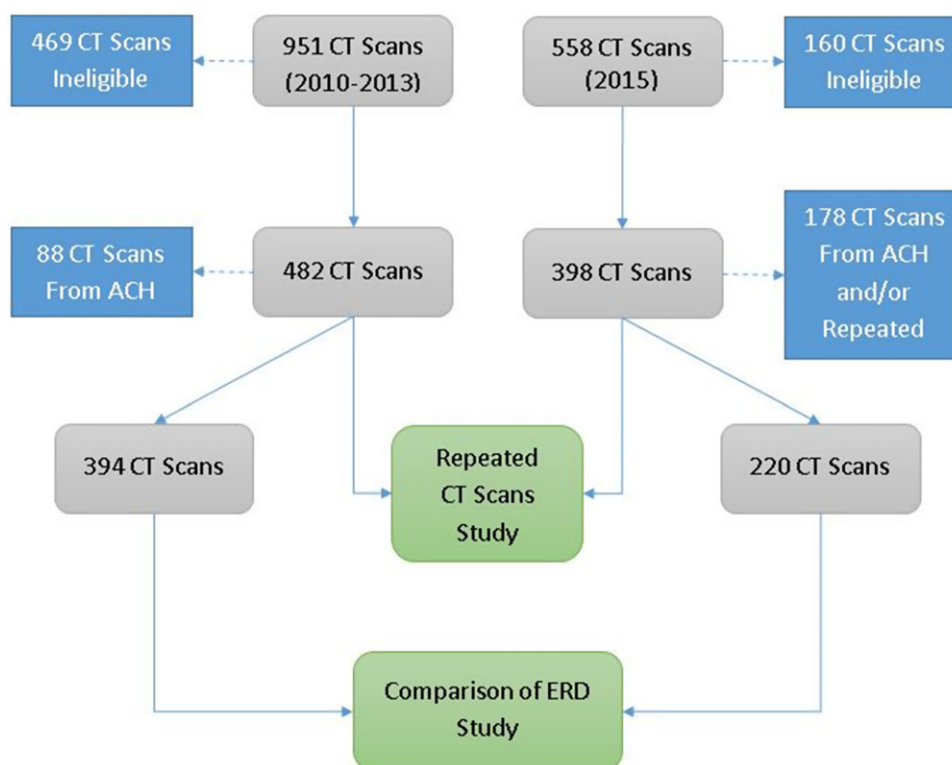 469 CT Scans
Ineligible
951 CT Scans
(2010-2013)
558 CT Scans
(2015)
160 CT Scans
Ineligible
88 CT Scans
From ACH
482 CT Scans
398 CT Scans
178 CT Scans
From ACH
and/or
Repeated
394 CT Scans
Repeated
CT Scans
Study
220 CT Scans
Comparison of ERD
Study